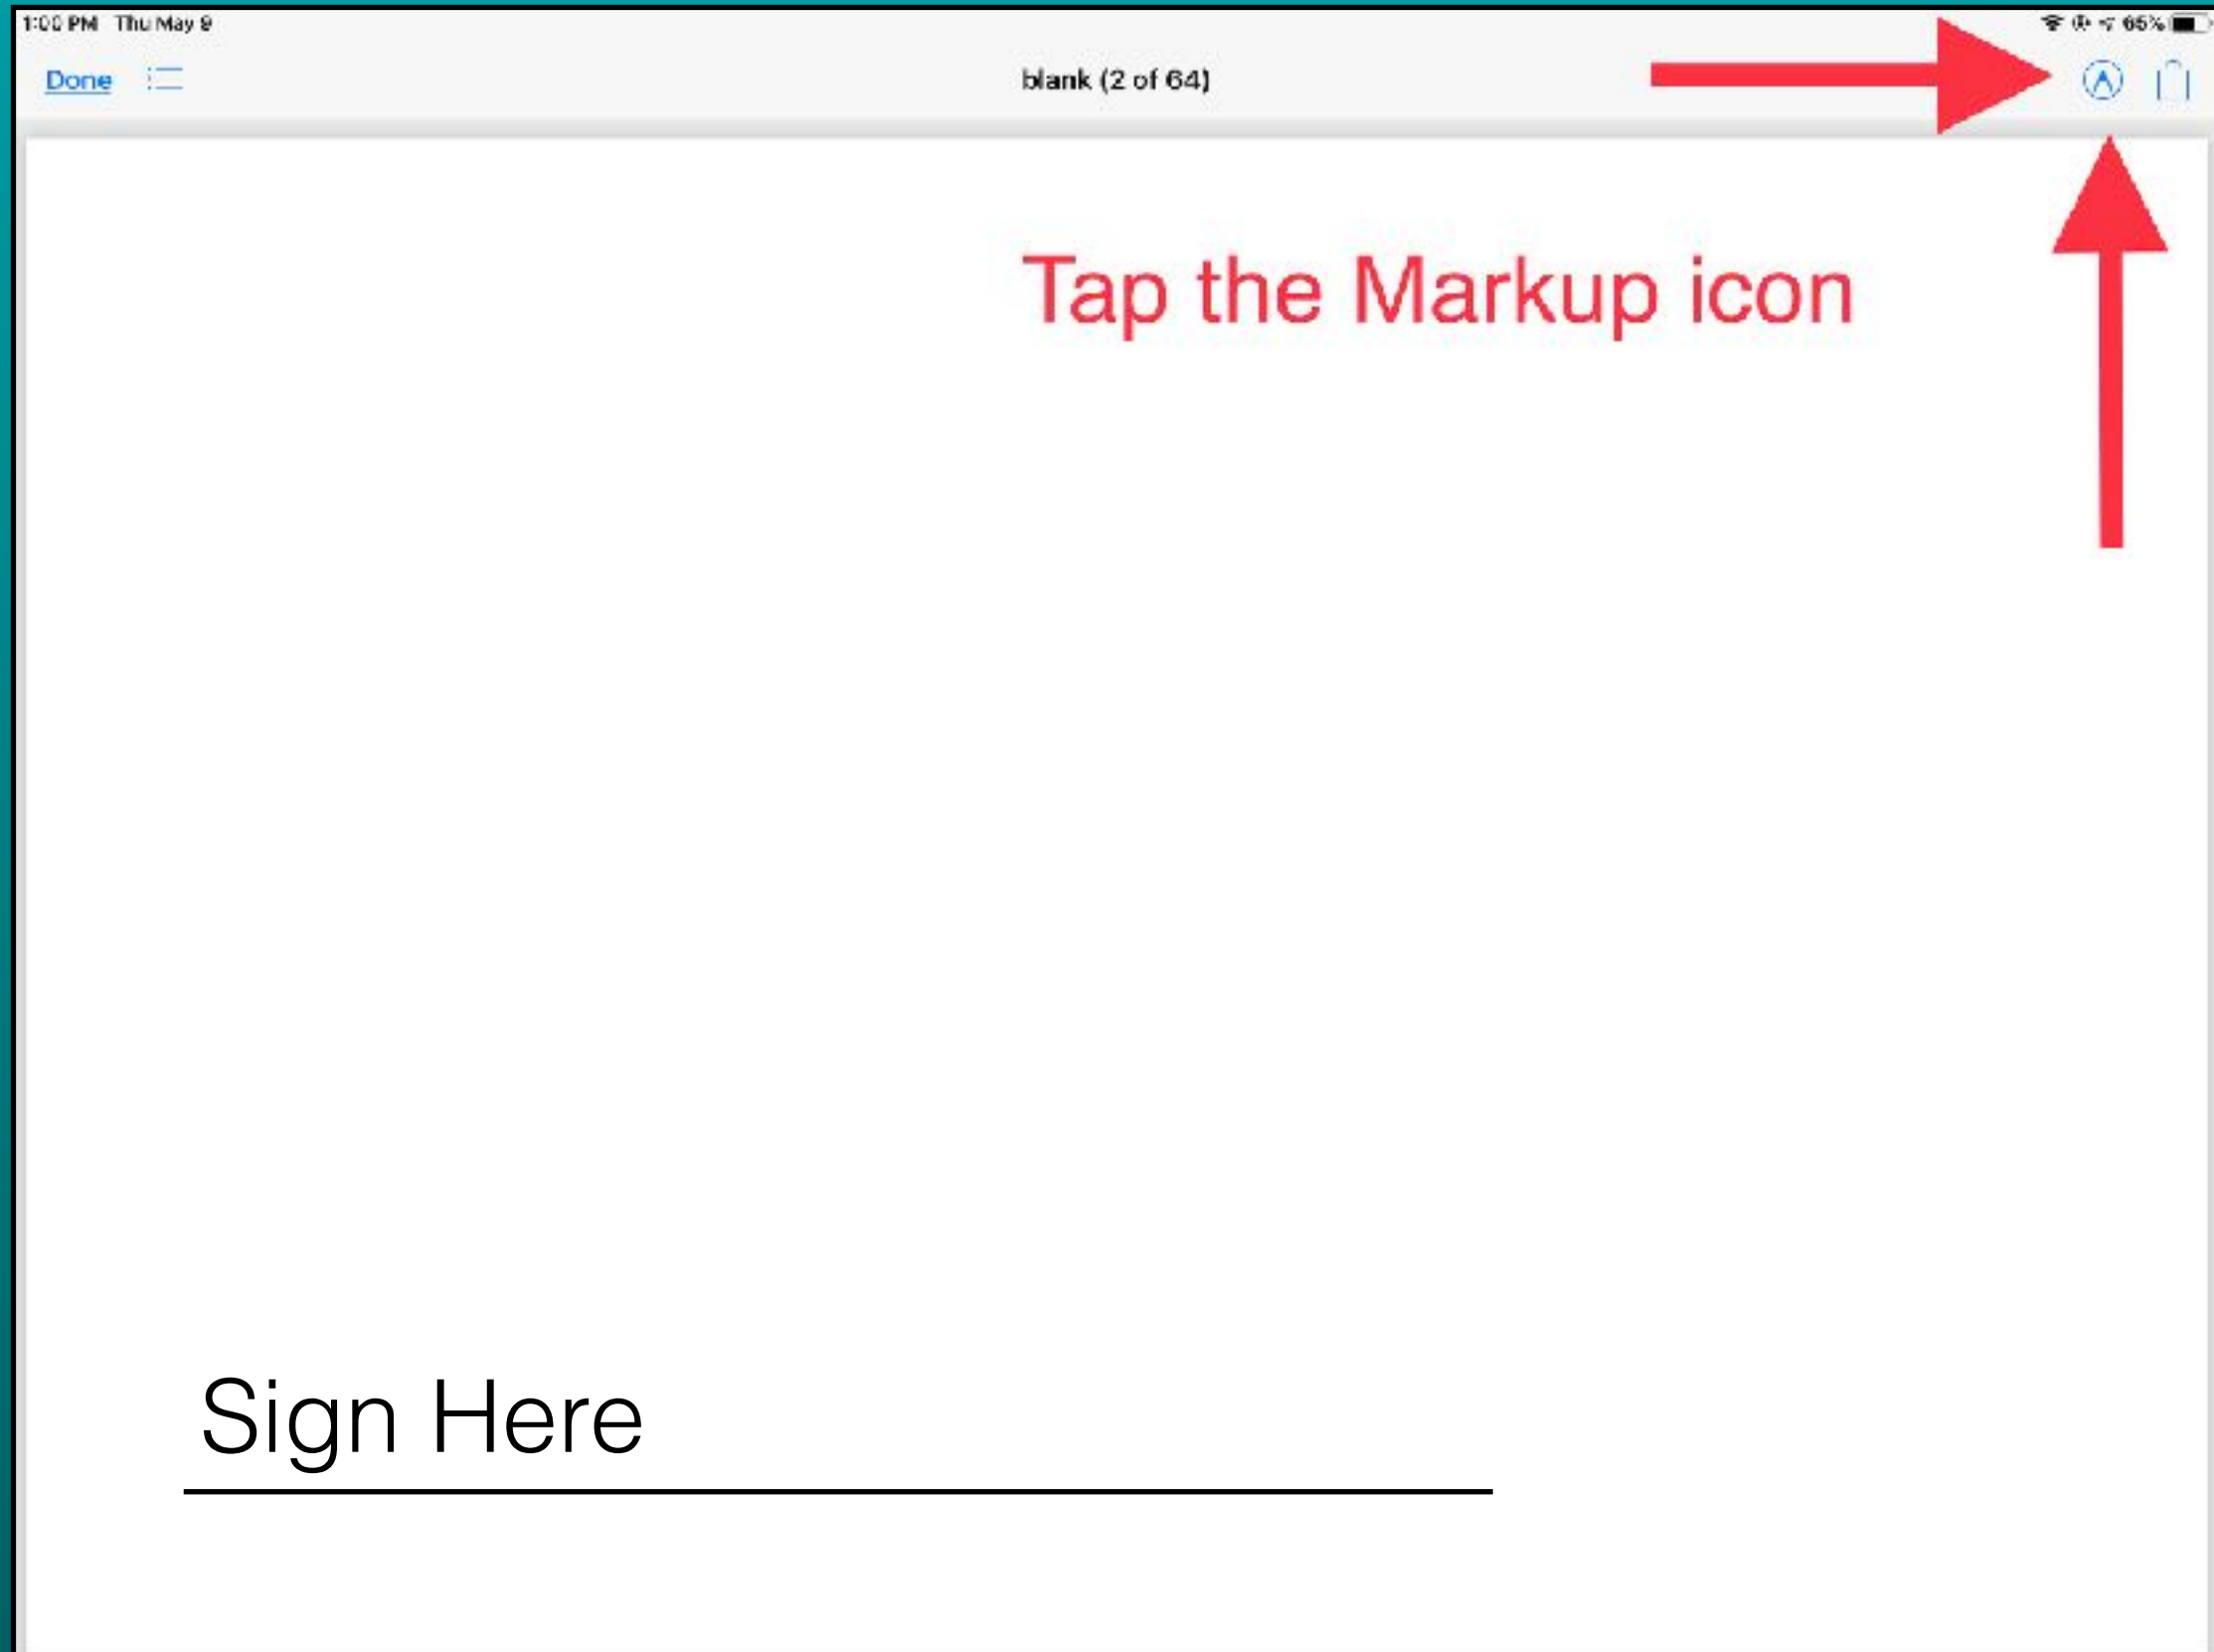 1:00 PM Thu May 9
65%
Done
blank (2 of 64)
Tap the Markup icon
Sign Here